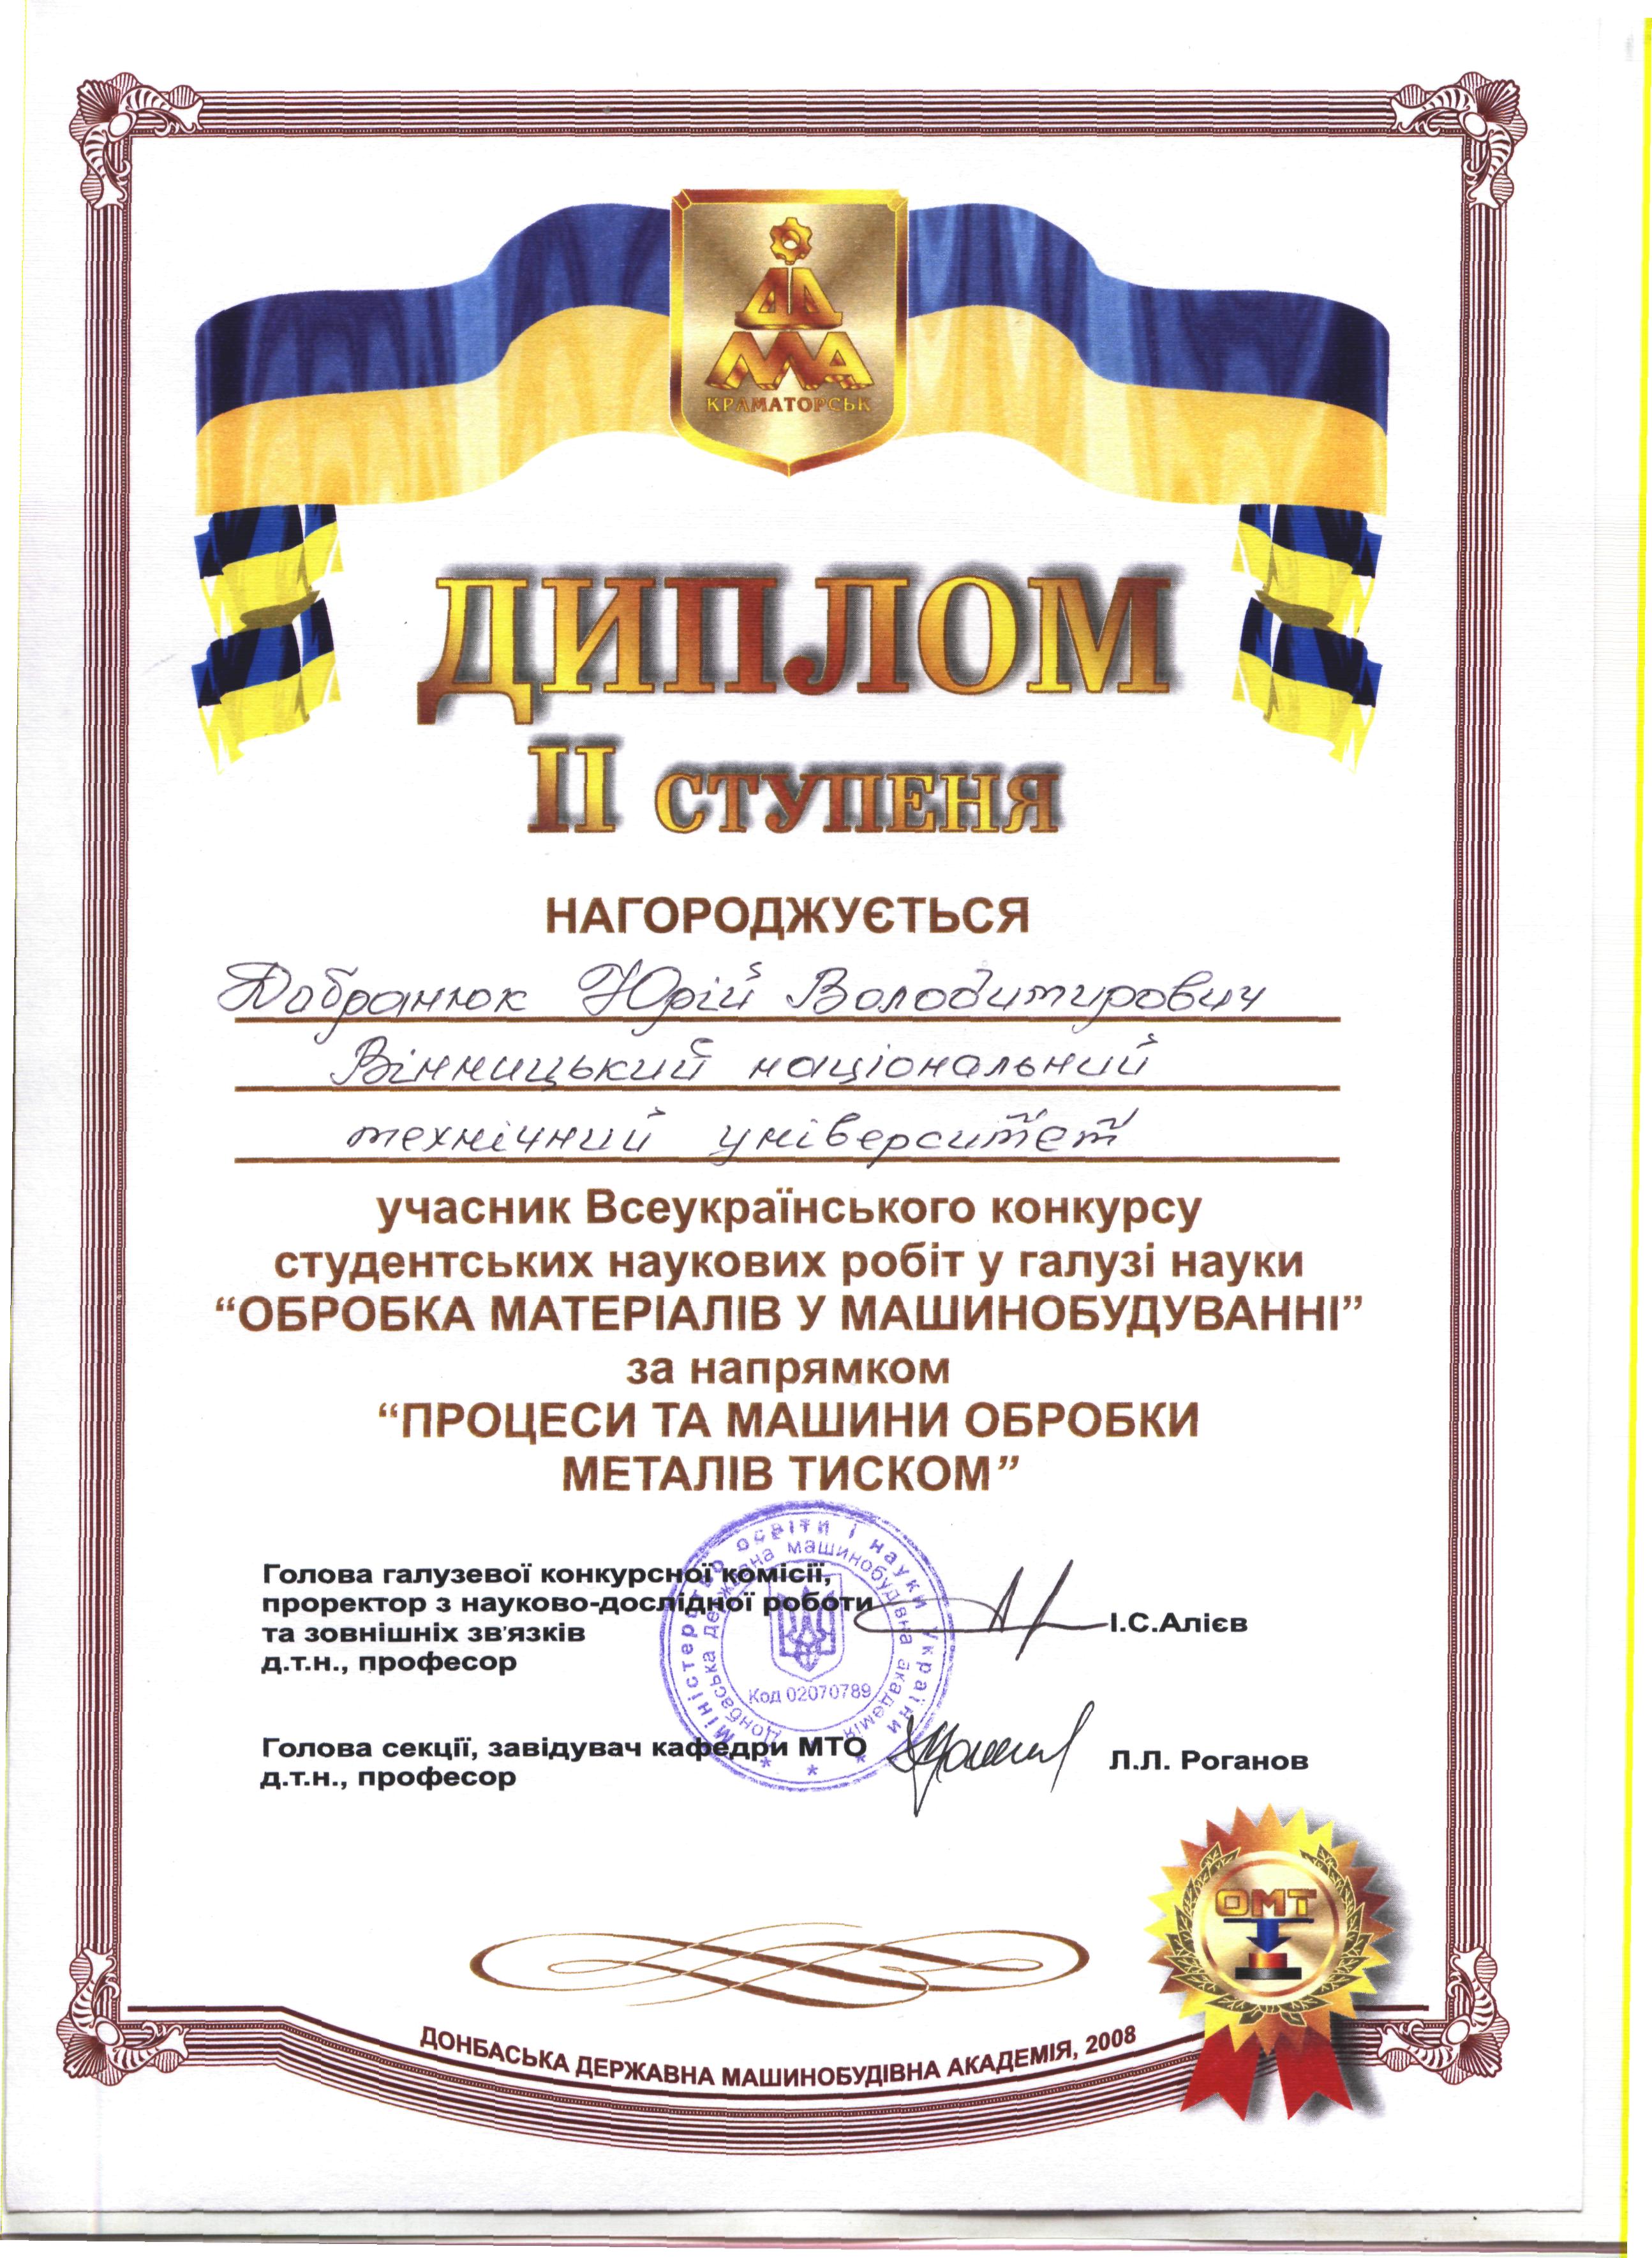 ДДМА
КРАМАТОРСЬК
ДИПЛОМ
II СТУПЕНЯ
НАГОРОДЖУЄТЬСЯ
Добранюк Юрій Володимирович
Вінницький національний
технічний університет
учасник Всеукраїнського конкурсу
студентських наукових робіт у галузі науки
“ОБРОБКА МАТЕРІАЛІВ У МАШИНОБУДУВАННІ”
за напрямком
“ПРОЦЕСИ ТА МАШИНИ ОБРОБКИ
МЕТАЛІВ ТИСКОМ”
Голова галузевої конкурсної комісії,
проректор з науково-дослідної роботи
та зовнішніх зв'язків
д.т.н., професор
І.С.Алієв
Міністерство освіти і науки України
Донбаська державна машинобудівна академія
Код 02070789
Голова секції, завідувач кафедри МТО
д.т.н., професор
Л.Л. Роганов
ОМТ
ДОНБАСЬКА ДЕРЖАВНА МАШИНОБУДІВНА АКАДЕМІЯ, 2008